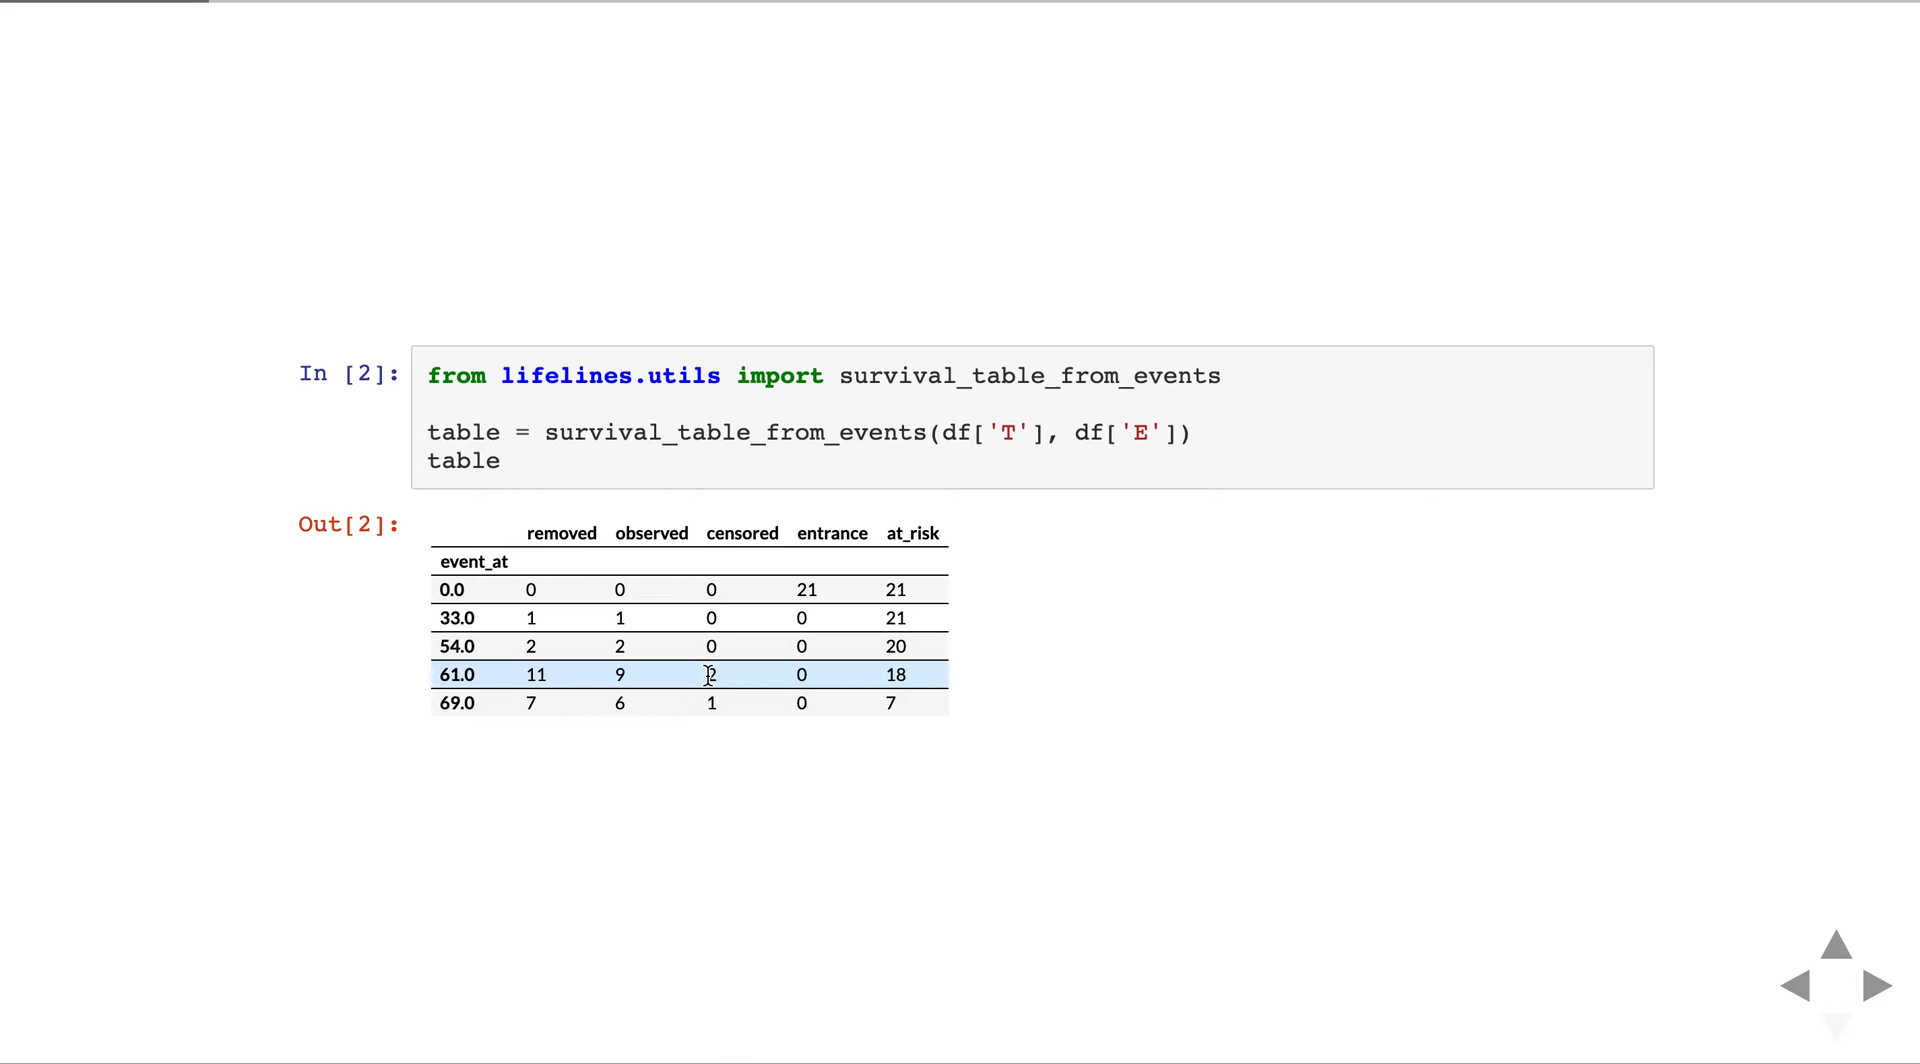 In [2]:
from lifelines.utils import survival_table_from_events
table = survival_table_from_events(df['T'], df['E'])
table
Out[2]:
removed observed censored entrance at_risk
event_at
0.0 0 0 0 21 21
33.0 1 1 0 0 21
54.0 2 2 0 0 20
61.0 11 9 2 0 18
69.0 7 6 1 0 7